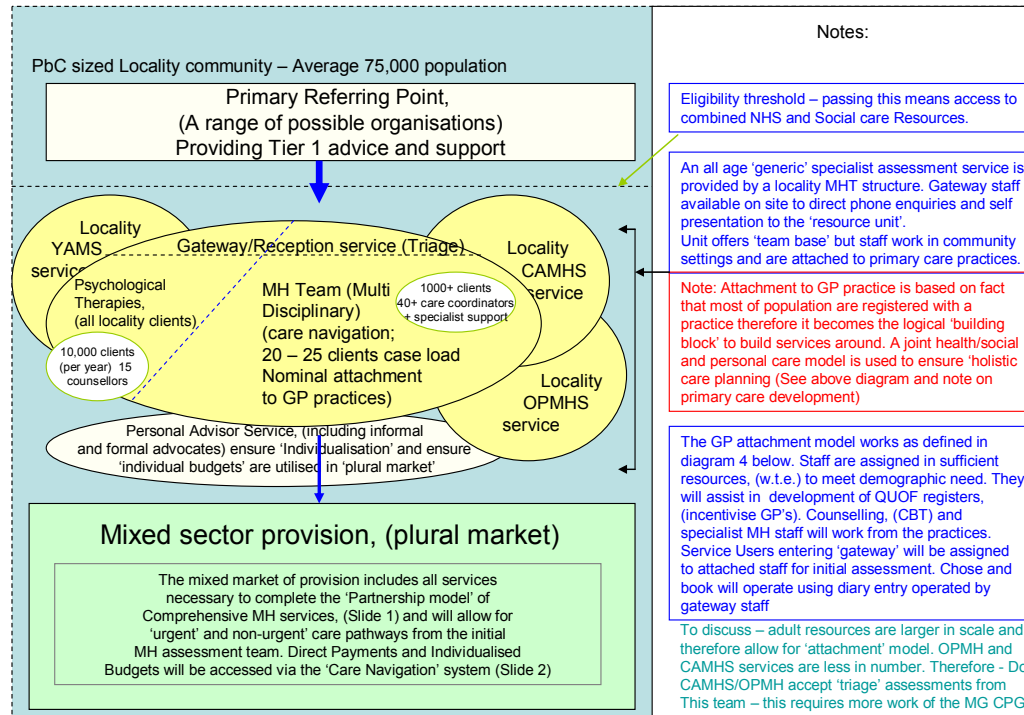 PbC sized Locality community – Average 75,000 population
Primary Referring Point,
(A range of possible organisations)
Providing Tier 1 advice and support
Locality
YAMS
service
Gateway/Reception service (Triage)
Locality
CAMHS
service
Psychological
Therapies,
(all locality clients)
MH Team (Multi
Disciplinary)
(care navigation;
20 – 25 clients case load
Nominal attachment
to GP practices)
1000+ clients
40+ care coordinators
+ specialist support
10,000 clients
(per year) 15
counsellors
Locality
OPMHS
service
Personal Advisor Service, (including informal
and formal advocates) ensure 'Individualisation' and ensure
'individual budgets' are utilised in 'plural market'
Mixed sector provision, (plural market)
The mixed market of provision includes all services
necessary to complete the 'Partnership model' of
Comprehensive MH services, (Slide 1) and will allow for
'urgent' and non-urgent' care pathways from the initial
MH assessment team. Direct Payments and Individualised
Budgets will be accessed via the 'Care Navigation' system (Slide 2)
Notes:
Eligibility threshold – passing this means access to
combined NHS and Social care Resources.
An all age 'generic' specialist assessment service is
provided by a locality MHT structure. Gateway staff
available on site to direct phone enquiries and self
presentation to the 'resource unit'.
Unit offers 'team base' but staff work in community
settings and are attached to primary care practices.
Note: Attachment to GP practice is based on fact
that most of population are registered with a
practice therefore it becomes the logical 'building
block' to build services around. A joint health/social
and personal care model is used to ensure 'holistic
care planning (See above diagram and note on
primary care development)
The GP attachment model works as defined in
diagram 4 below. Staff are assigned in sufficient
resources, (w.t.e.) to meet demographic need. They
will assist in development of QUOF registers,
(incentivise GP's). Counselling, (CBT) and
specialist MH staff will work from the practices.
Service Users entering 'gateway' will be assigned
to attached staff for initial assessment. Chose and
book will operate using diary entry operated by
gateway staff
To discuss – adult resources are larger in scale and
therefore allow for 'attachment' model. OPMH and
CAMHS services are less in number. Therefore - Do
CAMHS/OPMH accept 'triage' assessments from
This team – this requires more work of the MG CPG